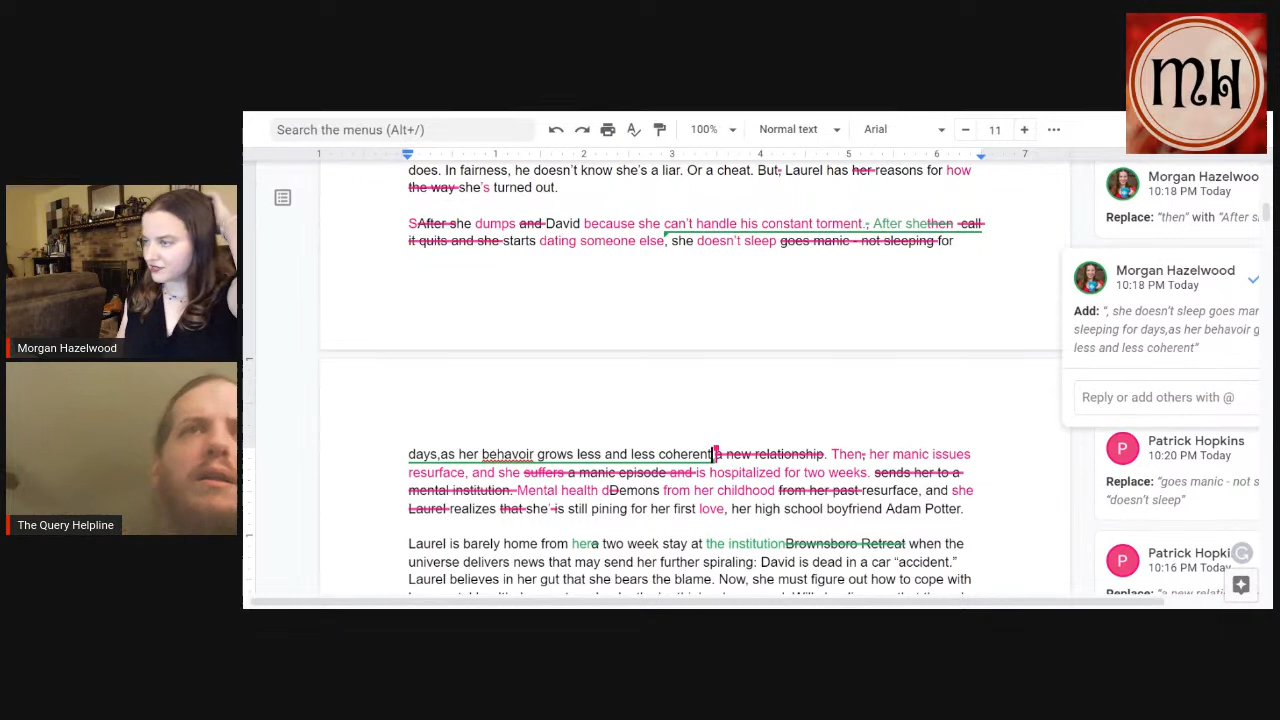 MH
Search the menus (Alt+/)
100%
Normal text
Arial
11
1 1 2 3 4 5 6 7
does. In fairness, he doesn't know she's a liar. Or a cheat. But, Laurel has her reasons for how
the way she's turned out.
SAfter she dumps and David because she can't handle his constant torment. , After shethen call
it quits and she starts dating someone else, she doesn't sleep goes manic - not sleeping for
days,as her behavoir grows less and less coherent a new relationship. Then, her manic issues
resurface, and she suffers a manic episode and is hospitalized for two weeks. sends her to a
mental institution. Mental health dDemons from her childhood from her past resurface, and she
Laurel realizes that she'is still pining for her first love, her high school boyfriend Adam Potter.
Laurel is barely home from hera two week stay at the institutionBrownsboro Retreat when the
universe delivers news that may send her further spiraling: David is dead in a car "accident."
Laurel believes in her gut that she bears the blame. Now, she must figure out how to cope with
Morgan Hazelwoo
10:18 PM Today
Replace: "then" with "After s
Morgan Hazelwood
10:18 PM Today
Add: ", she doesn't sleep goes mar
sleeping for days,as her behavoir g
less and less coherent"
Reply or add others with @
P
Patrick Hopkins
10:20 PM Today
Replace: "goes manic - not s
"doesn't sleep"
P
Patrick Hopki
10:16 PM Today
Morgan Hazelwood
The Query Helpline